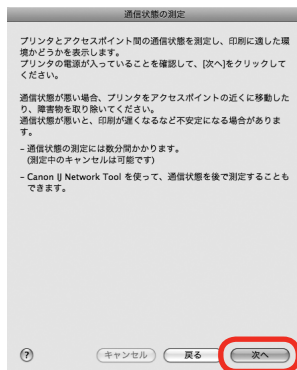 通信状態の測定
プリンタとアクセスポイント間の通信状態を測定し、印刷に適した環
境かどうかを表示します。
プリンタの電源が入っていることを確認して、[次へ]をクリックして
ください。
通信状態が悪い場合、プリンタをアクセスポイントの近くに移動した
り、障害物を取り除いてください。
通信状態が悪いと、印刷が遅くなるなど不安定になる場合がありま
す。
– 通信状態の測定には数分間かかります。
(測定中のキャンセルは可能です)
– Canon IJ Network Tool を使って、通信状態を後で測定することも
できます。
? キャンセル 戻る 次へ